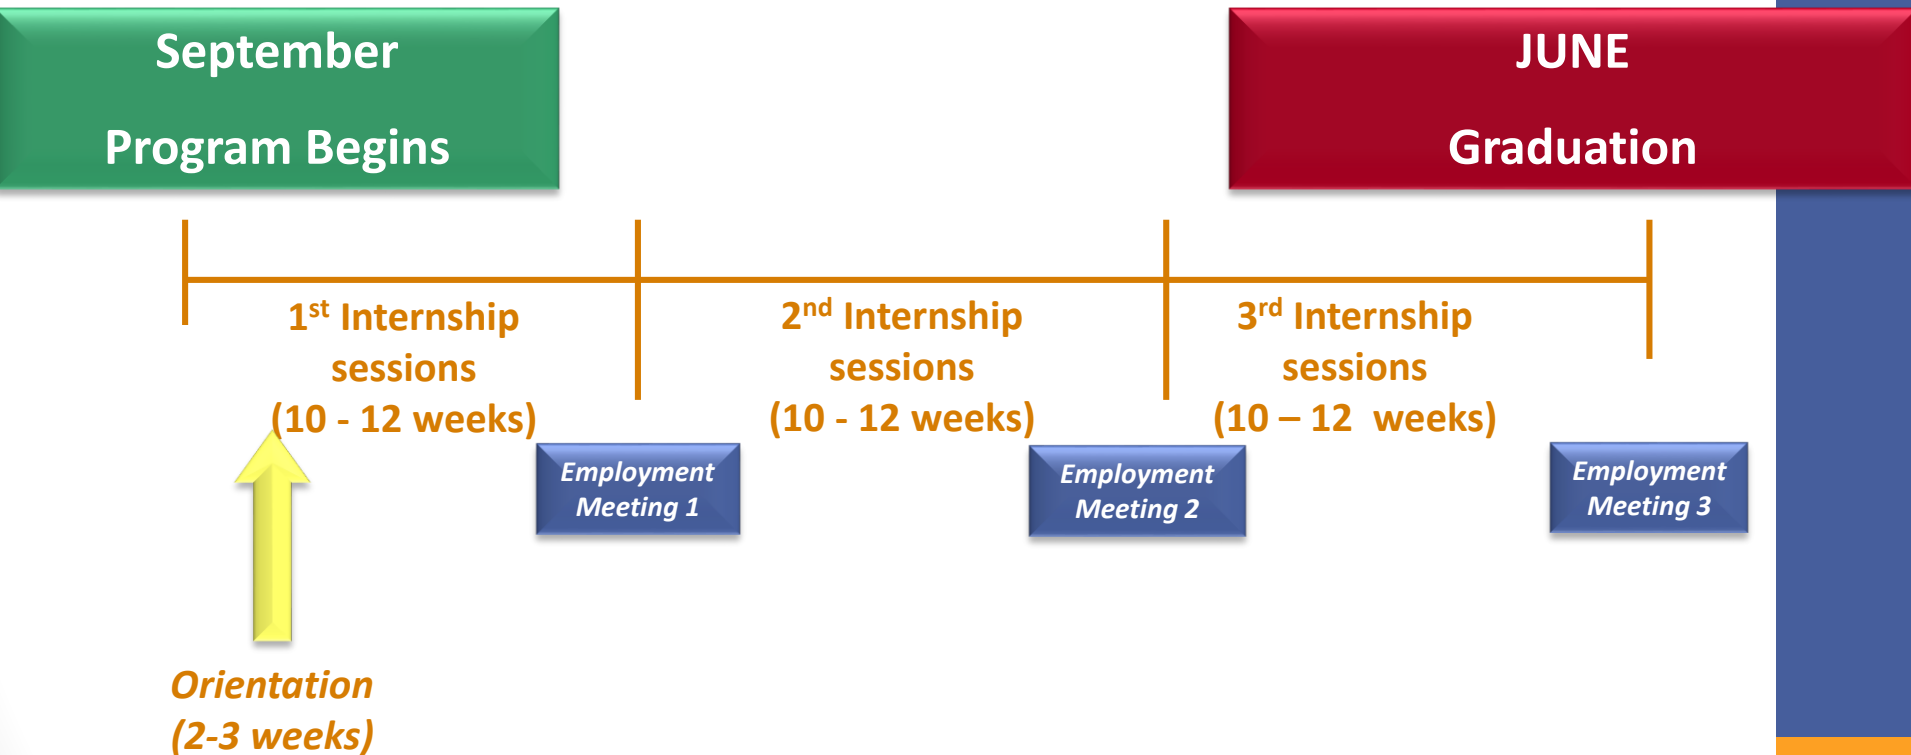 September
Program Begins
JUNE
Graduation
1st Internship
sessions
(10 - 12 weeks)
2nd Internship
sessions
(10 - 12 weeks)
3rd Internship
sessions
(10 – 12  weeks)
Employment
Meeting 1
Employment
Meeting 2
Employment
Meeting 3
Orientation
(2-3 weeks)